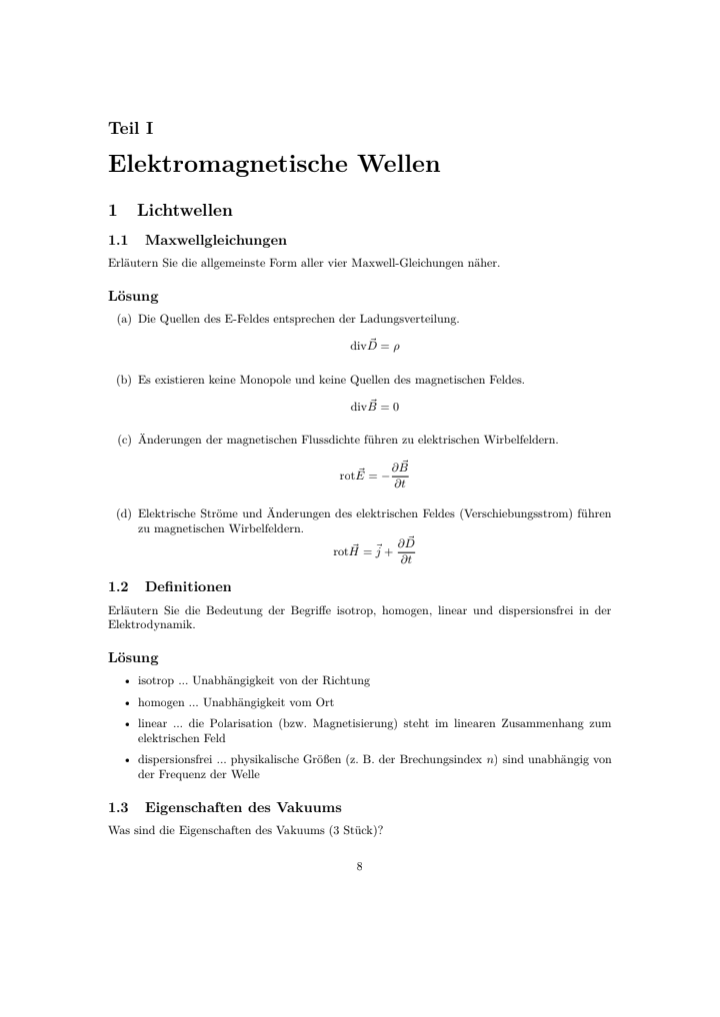 Teil I
Elektromagnetische Wellen
1 Lichtwellen
1.1 Maxwellgleichungen
Erläutern Sie die allgemeinste Form aller vier Maxwell-Gleichungen näher.
Lösung
(a) Die Quellen des E-Feldes entsprechen der Ladungsverteilung.
div$\vec{D} = \rho$
(b) Es existieren keine Monopole und keine Quellen des magnetischen Feldes.
div$\vec{B} = 0$
(c) Änderungen der magnetischen Flussdichte führen zu elektrischen Wirbelfeldern.
rot$\vec{E} = -\frac{\partial \vec{B}}{\partial t}$
(d) Elektrische Ströme und Änderungen des elektrischen Feldes (Verschiebungsstrom) führen
zu magnetischen Wirbelfeldern.
rot$\vec{H} = \vec{j} + \frac{\partial \vec{D}}{\partial t}$
1.2 Definitionen
Erläutern Sie die Bedeutung der Begriffe isotrop, homogen, linear und dispersionsfrei in der
Elektrodynamik.
Lösung
• isotrop ... Unabhängigkeit von der Richtung
• homogen ... Unabhängigkeit vom Ort
• linear ... die Polarisation (bzw. Magnetisierung) steht im linearen Zusammenhang zum
elektrischen Feld
• dispersionsfrei ... physikalische Größen (z. B. der Brechungsindex $n$) sind unabhängig von
der Frequenz der Welle
1.3 Eigenschaften des Vakuums
Was sind die Eigenschaften des Vakuums (3 Stück)?
8